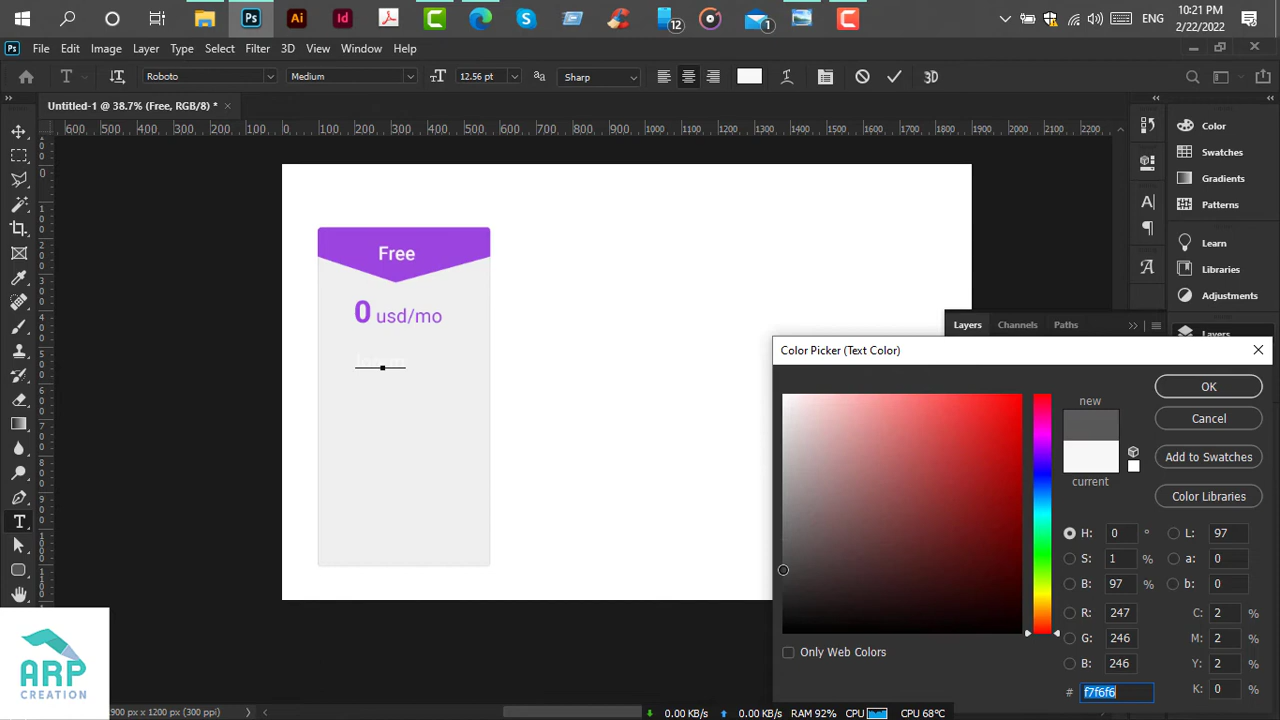 Ps Ai Id 12 1 ENG 10:21 PM
2/22/2022
Ps File Edit Image Layer Type Select Filter 3D View Window Help
T Roboto Medium 12.56 pt Sharp 3D
Untitled-1 @ 38.7% (Free, RGB/8) *
600 500 400 300 200 100 0 100 200 300 400 500 600 700 800 900 1000 1100 1200 1300 1400 1500 1600 1700 1800 1900 2000 2100 2200
Color
Swatches
Gradients
Patterns
Learn
Libraries
Adjustments
Layers
Free
0 usd/mo
Layers Channels Paths
Color Picker (Text Color)
new
current
OK
Cancel
Add to Swatches
Color Libraries
H: 0 ° L: 97
S: 1 % a: 0
B: 97 % b: 0
R: 247 C: 2 %
G: 246 M: 2 %
B: 246 Y: 2 %
# f7f6f6 K: 0 %
Only Web Colors
ARP
CREATION
900 px x 1200 px (300 ppi)
0.00 KB/s 0.00 KB/s RAM 92% CPU CPU 68°C